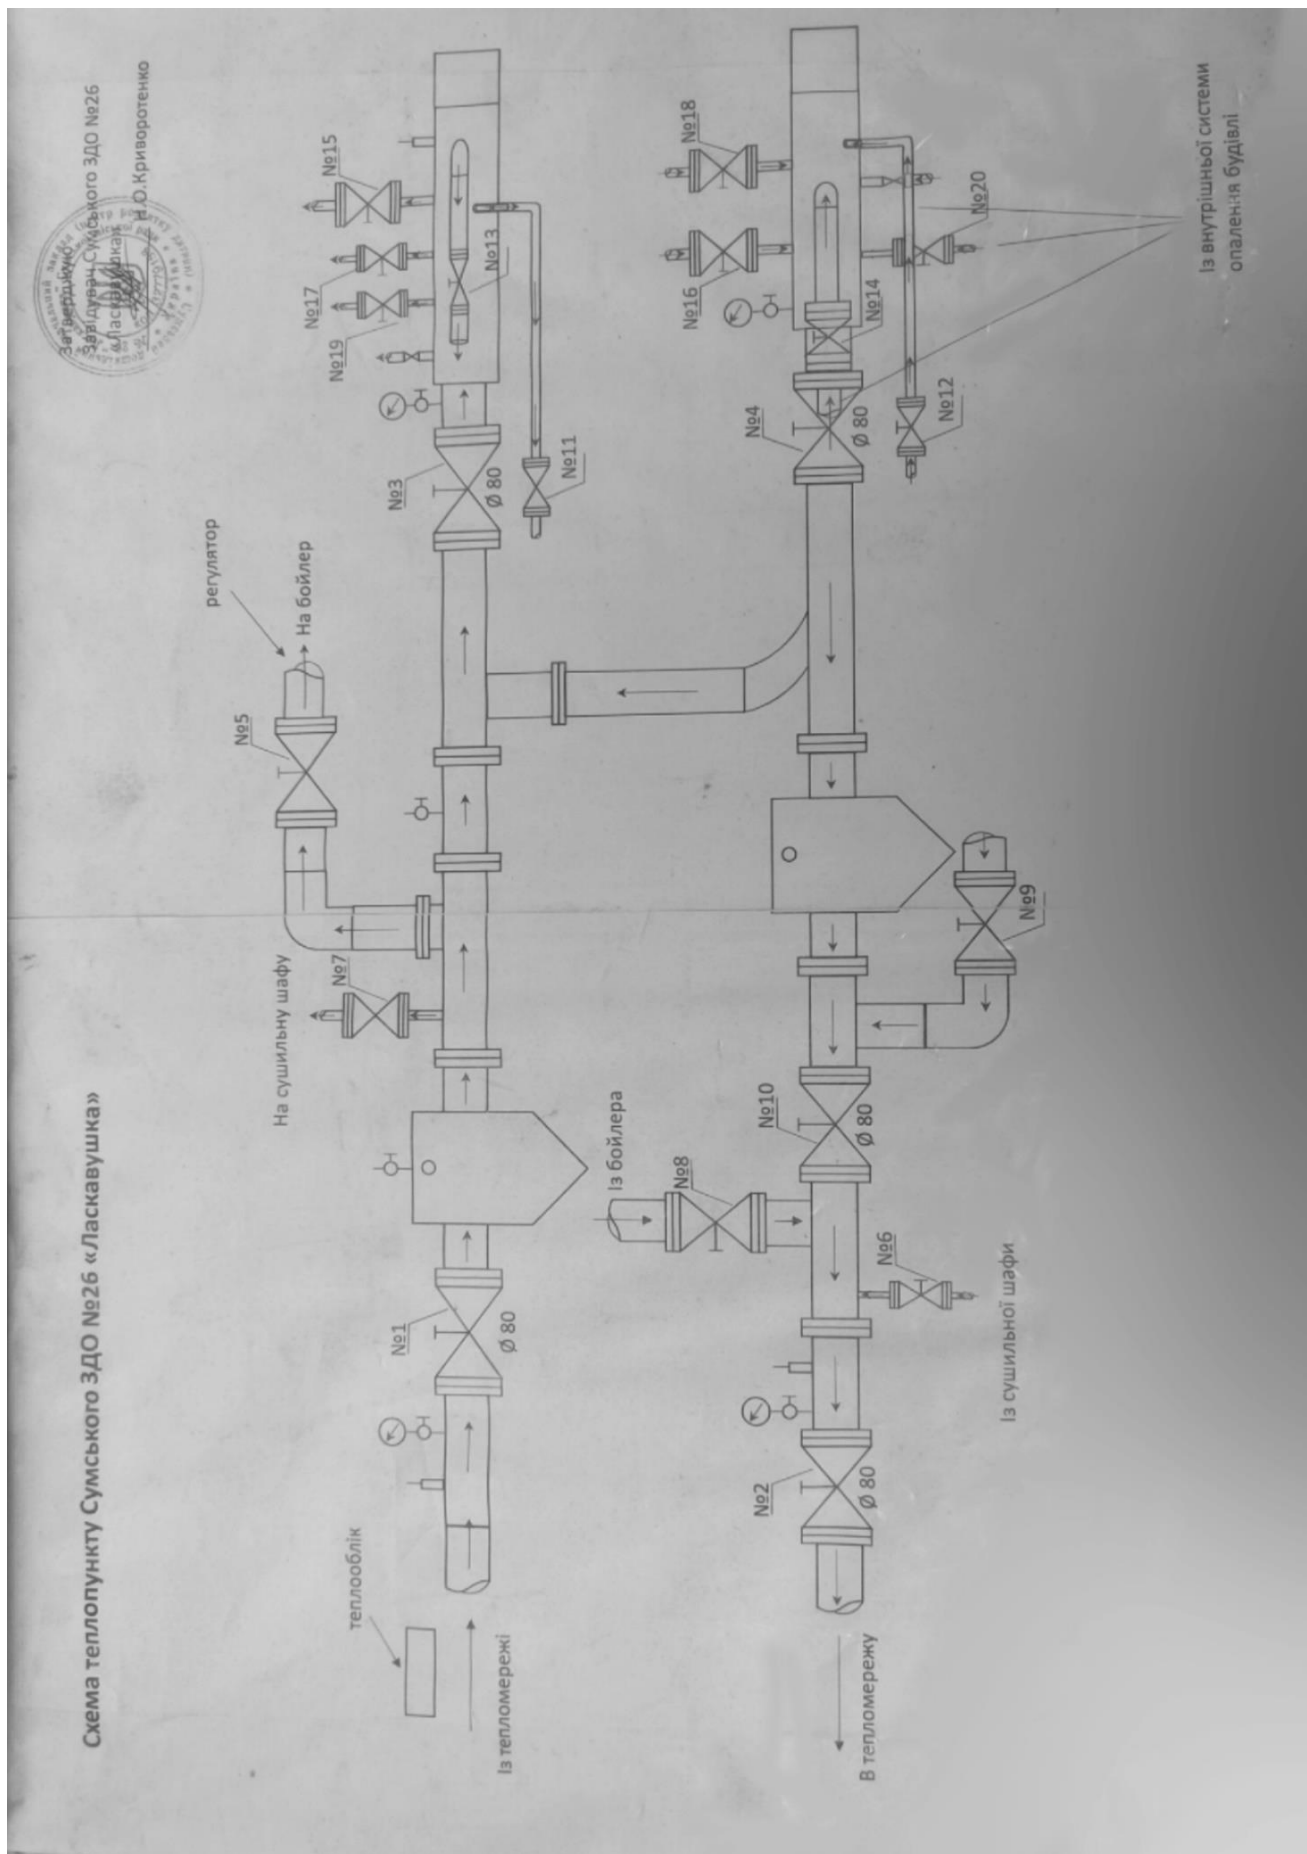 Схема теплопункту Сумського ЗДО №26 «Ласкавушка»
Затверджую
Завідувач Сумського ЗДО №26
«Ласкавушка»
Н.О.Криворотенко
регулятор
На бойлер
№5
На сушильну шафу
№7
теплооблік
Із тепломережі
№1
Ø 80
№3
Ø 80
№15
№17
№19
№13
№11
Із бойлера
№8
№10
Ø 80
№9
№6
Із сушильної шафи
№2
Ø 80
В тепломережу
№4
Ø 80
№12
№14
№16
№18
№20
Із внутрішньої системи
опалення будівлі